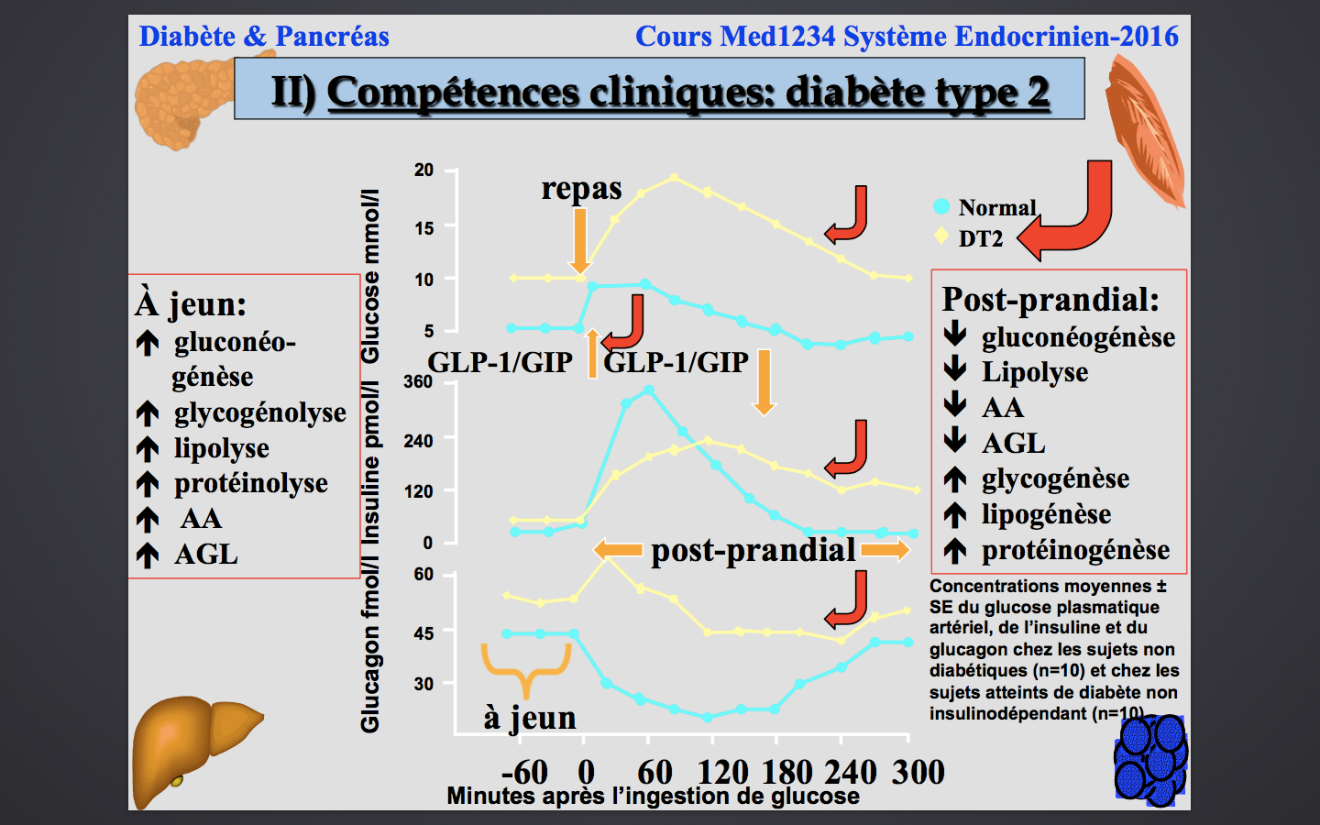 Diabète & Pancréas
Cours Med1234 Système Endocrinien-2016
II) Compétences cliniques: diabète type 2
À jeun:
🡹 gluconéo-
génèse
🡹 glycogénolyse
🡹 lipolyse
🡹 protéinolyse
🡹 AA
🡹 AGL
Glucose mmol/l
20
15
10
5
repas
GLP-1/GIP
GLP-1/GIP
Insuline pmol/l
360
240
120
0
post-prandial
Glucagon fmol/l
60
45
30
à jeun
-60 0 60 120 180 240 300
Minutes après l’ingestion de glucose
Normal
DT2
Post-prandial:
🡻 gluconéogénèse
🡻 Lipolyse
🡻 AA
🡻 AGL
🡹 glycogénèse
🡹 lipogénèse
🡹 protéinogénèse
Concentrations moyennes ±
SE du glucose plasmatique
artériel, de l’insuline et du
glucagon chez les sujets non
diabétiques (n=10) et chez les
sujets atteints de diabète non
insulinodépendant (n=10)